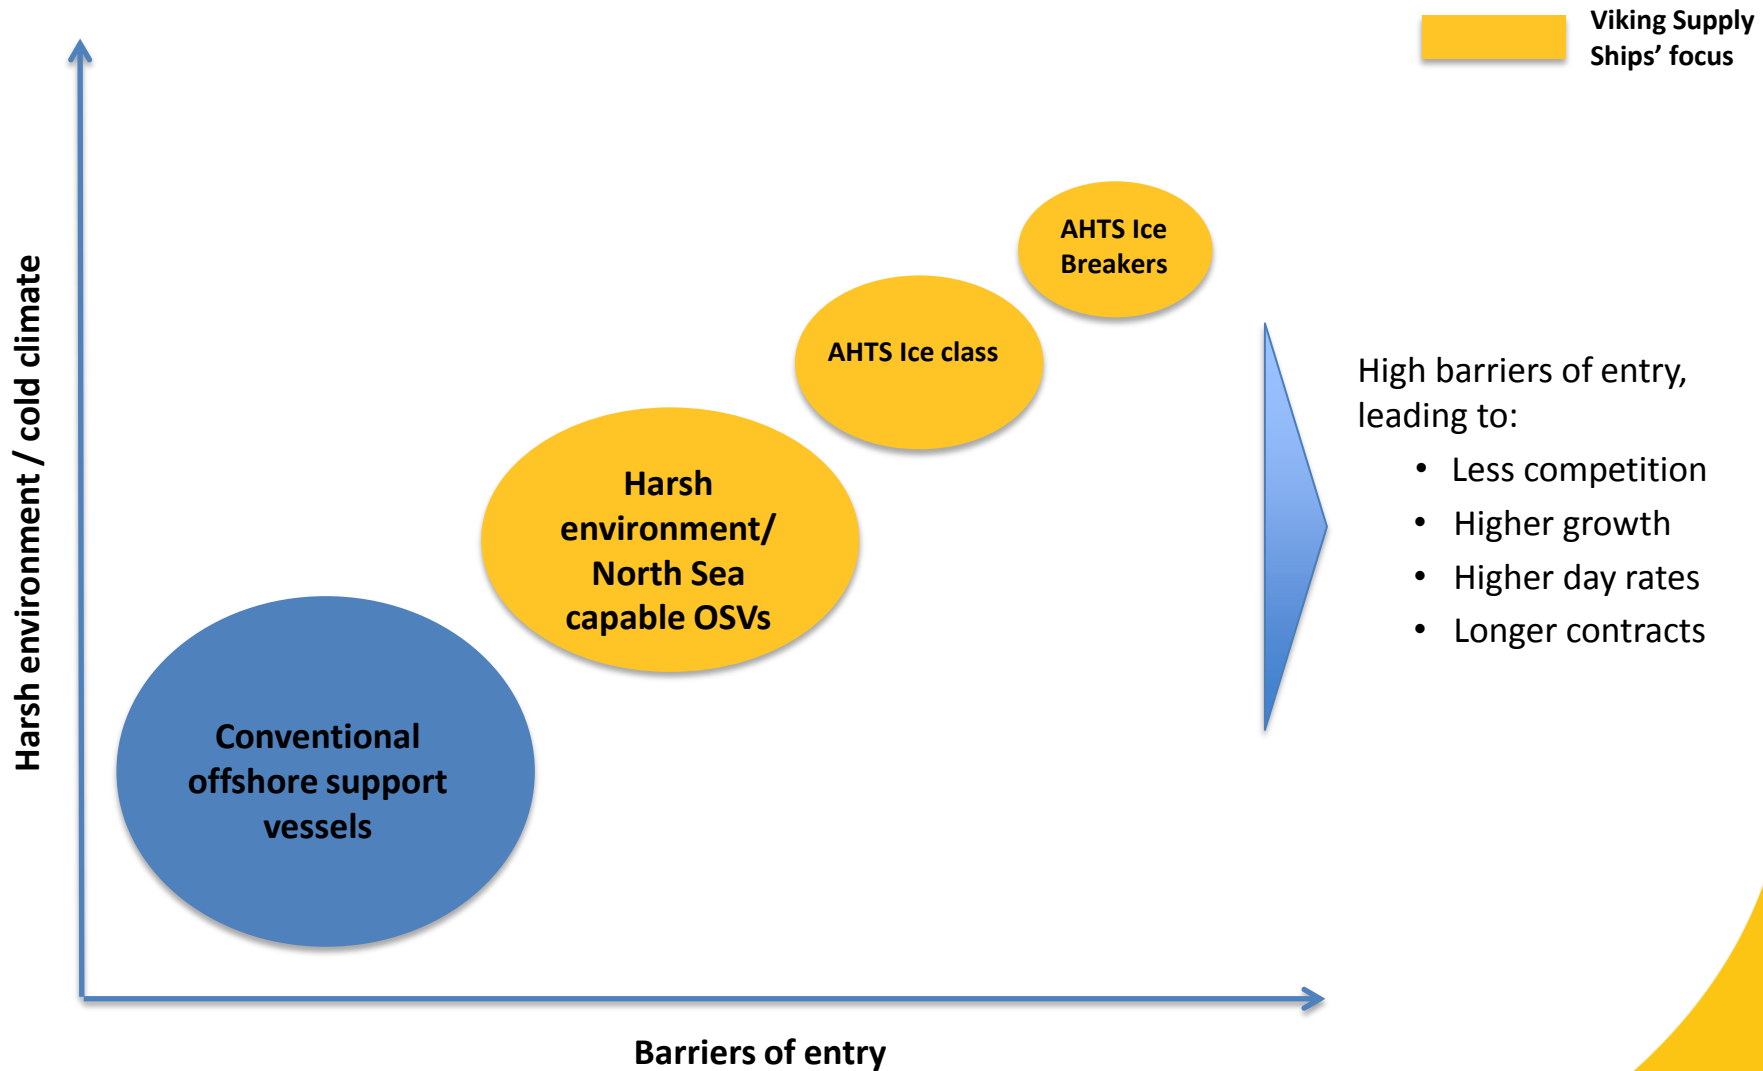 Viking Supply
Ships’ focus
Harsh environment / cold climate
AHTS Ice
Breakers
AHTS Ice class
Harsh
environment/
North Sea
capable OSVs
Conventional
offshore support
vessels
High barriers of entry,
leading to:
• Less competition
• Higher growth
• Higher day rates
• Longer contracts
Barriers of entry